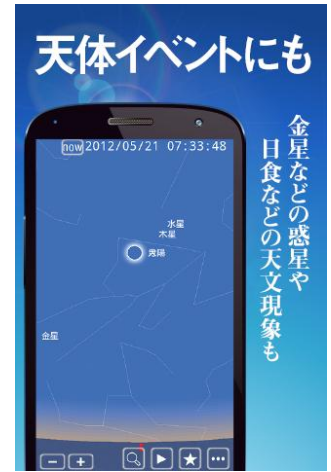 天体イベントにも
金星などの惑星や
日食などの天文現象も
now 2012/05/21 07:33:48
水星
木星
太陽
金星